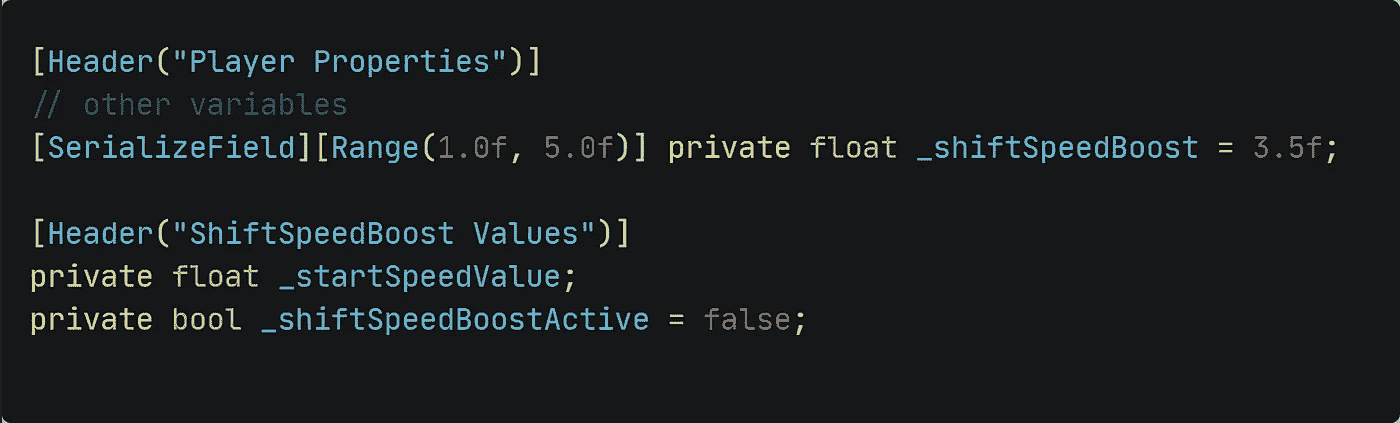 [Header("Player Properties")]
// other variables
[SerializeField][Range(1.0f, 5.0f)] private float _shiftSpeedBoost = 3.5f;
[Header("ShiftSpeedBoost Values")]
private float _startSpeedValue;
private bool _shiftSpeedBoostActive = false;